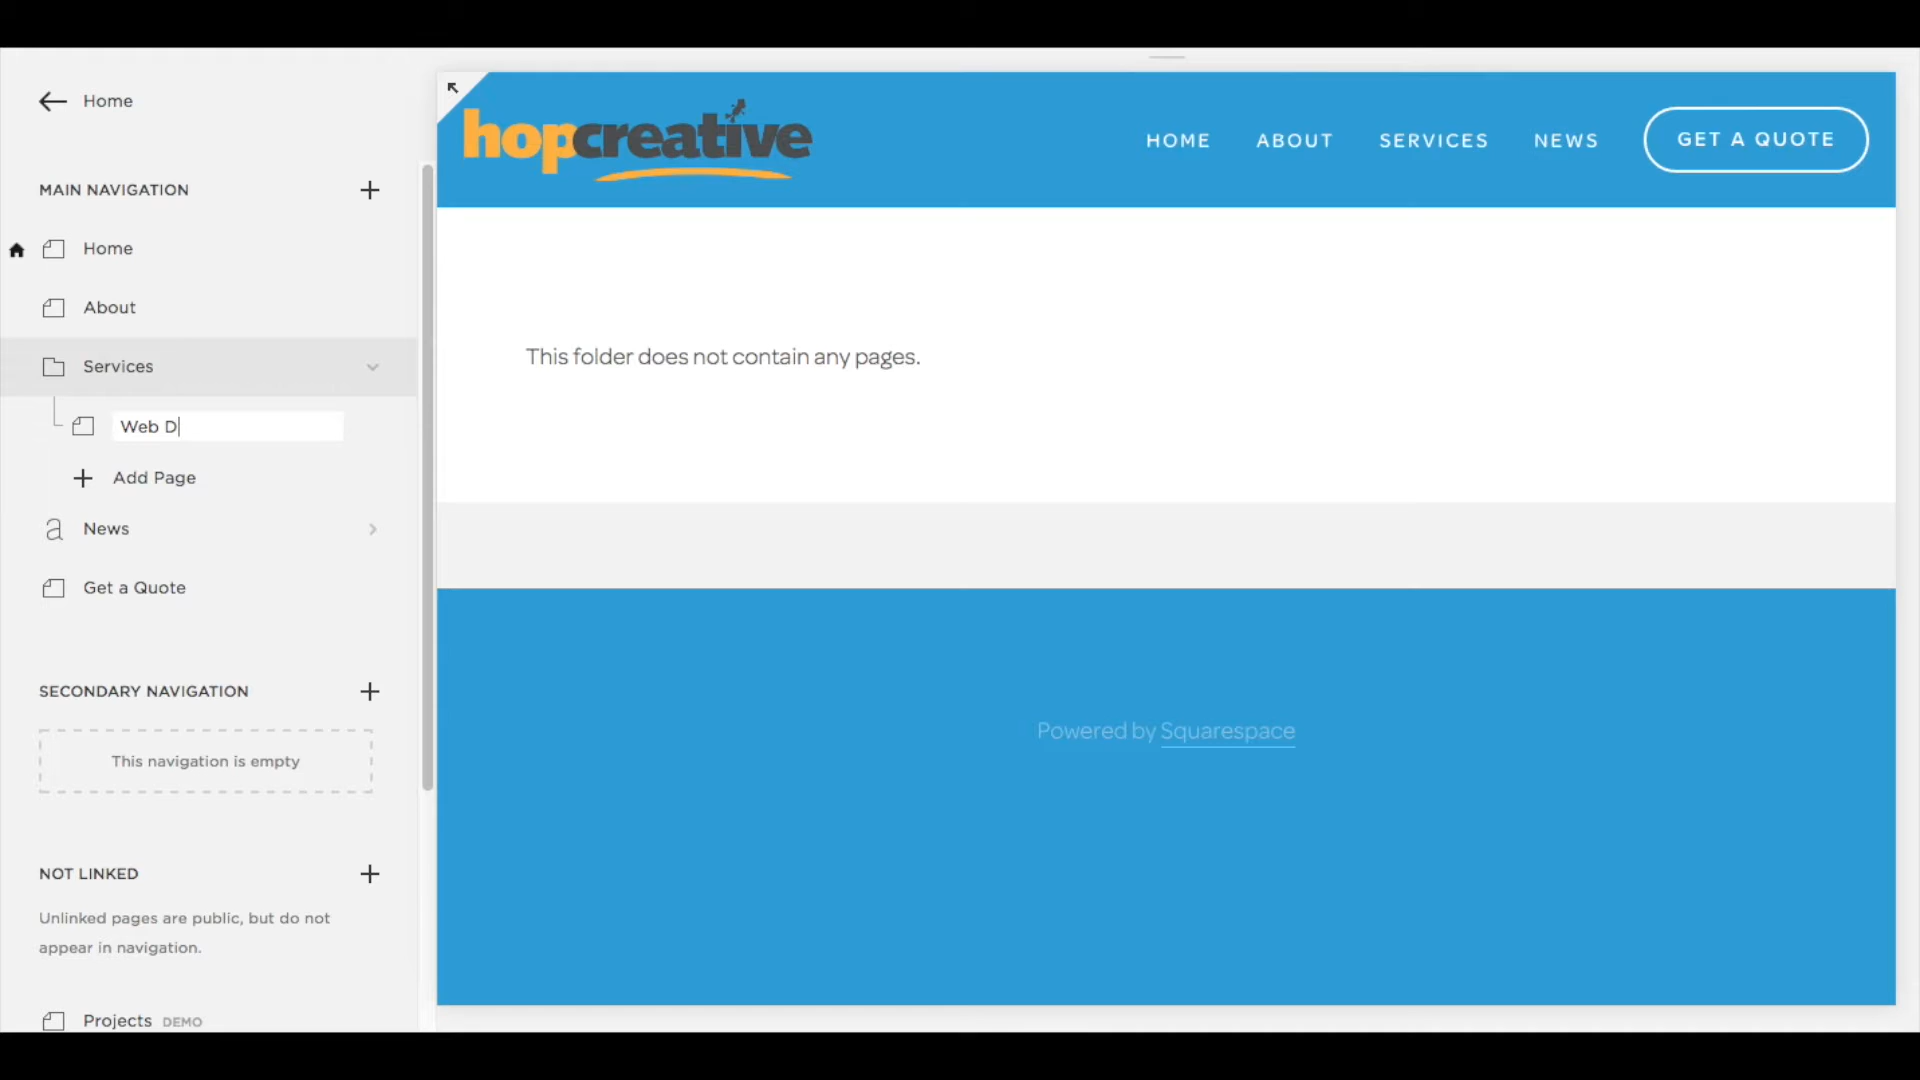 Home
MAIN NAVIGATION
Home
About
Services
Web D
Add Page
a News
Get a Quote
SECONDARY NAVIGATION
This navigation is empty
NOT LINKED
Unlinked pages are public, but do not
appear in navigation.
Projects DEMO
hopcreative
HOME ABOUT SERVICES NEWS GET A QUOTE
This folder does not contain any pages.
Powered by Squarespace